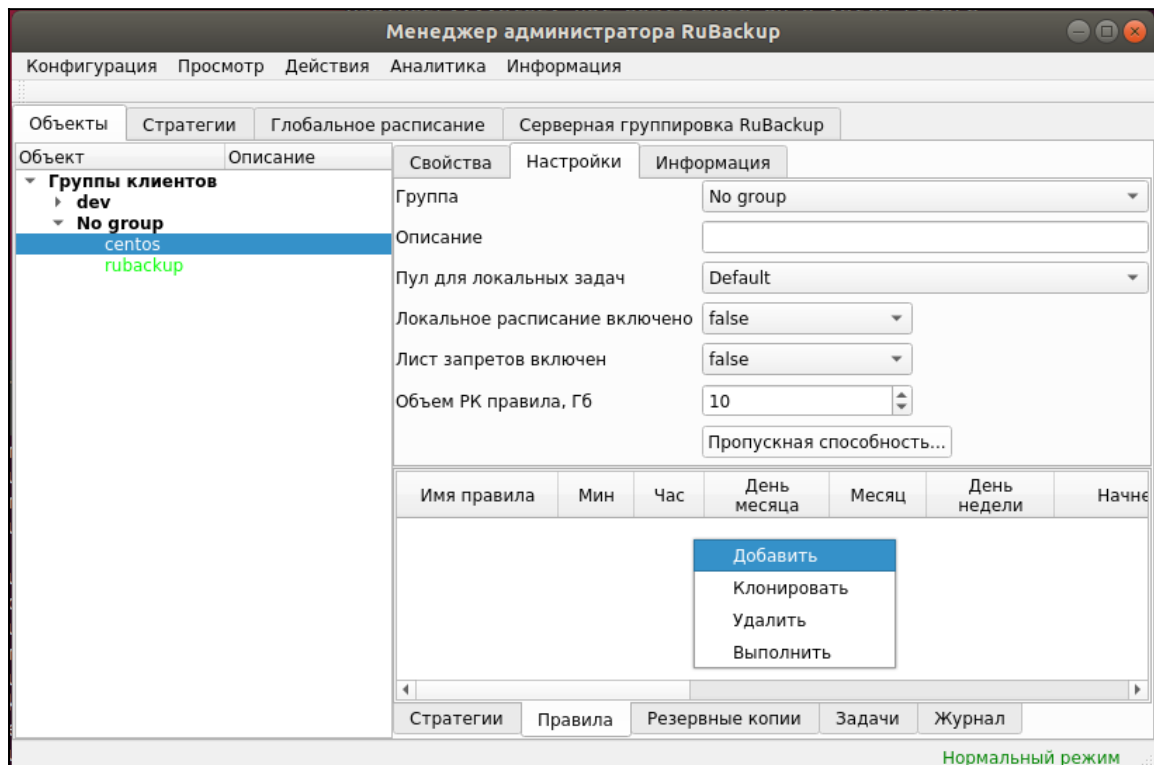 Менеджер администратора RuBackup
Конфигурация Просмотр Действия Аналитика Информация
Объекты Стратегии Глобальное расписание Серверная группировка RuBackup
Объект Описание
Группы клиентов
dev
No group
centos
rubackup
Свойства Настройки Информация
Группа No group
Описание
Пул для локальных задач Default
Локальное расписание включено false
Лист запретов включен false
Объем РК правила, Гб 10
Пропускная способность...
Имя правила Мин Час День месяца Месяц День недели Начне
Добавить
Клонировать
Удалить
Выполнить
Стратегии Правила Резервные копии Задачи Журнал
Нормальный режим